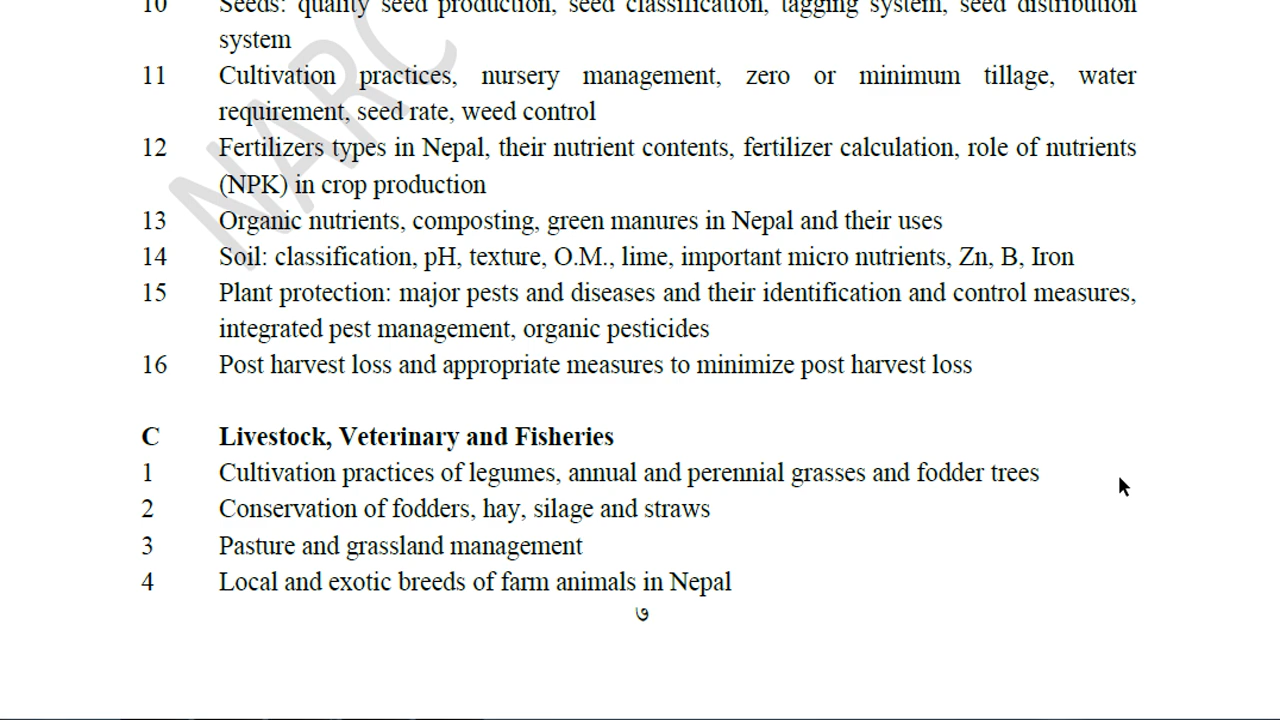 10 Seeds: quality seed production, seed classification, tagging system, seed distribution
system
11 Cultivation practices, nursery management, zero or minimum tillage, water
requirement, seed rate, weed control
12 Fertilizers types in Nepal, their nutrient contents, fertilizer calculation, role of nutrients
(NPK) in crop production
13 Organic nutrients, composting, green manures in Nepal and their uses
14 Soil: classification, pH, texture, O.M., lime, important micro nutrients, Zn, B, Iron
15 Plant protection: major pests and diseases and their identification and control measures,
integrated pest management, organic pesticides
16 Post harvest loss and appropriate measures to minimize post harvest loss
C Livestock, Veterinary and Fisheries
1 Cultivation practices of legumes, annual and perennial grasses and fodder trees
2 Conservation of fodders, hay, silage and straws
3 Pasture and grassland management
4 Local and exotic breeds of farm animals in Nepal
७
NARC